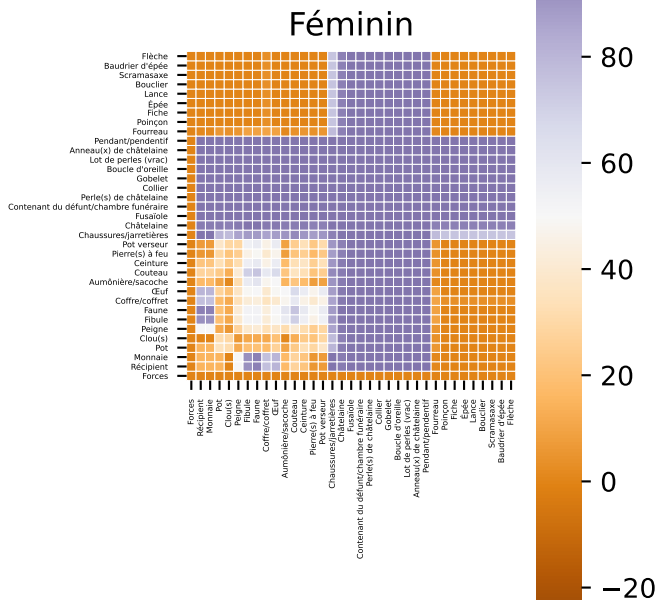 Féminin
Flèche
Baudrier d'épée
Scramasaxe
Bouclier
Lance
Épée
Fiche
Poinçon
Fourreau
Pendant/pendentif
Anneau(x) de châtelaine
Lot de perles (vrac)
Boucle d'oreille
Gobelet
Collier
Perle(s) de châtelaine
Contenant du défunt/chambre funéraire
Fusaïole
Châtelaine
Chaussures/jarretières
Pot verseur
Pierre(s) à feu
Ceinture
Couteau
Aumônière/sacoche
Œuf
Coffre/coffret
Faune
Fibule
Peigne
Clou(s)
Pot
Monnaie
Récipient
Forces
Forces
Récipient
Monnaie
Pot
Clou(s)
Peigne
Fibule
Faune
Coffre/coffret
Œuf
Aumônière/sacoche
Couteau
Ceinture
Pierre(s) à feu
Pot verseur
Chaussures/jarretières
Châtelaine
Fusaïole
Contenant du défunt/chambre funéraire
Perle(s) de châtelaine
Collier
Gobelet
Boucle d'oreille
Lot de perles (vrac)
Anneau(x) de châtelaine
Pendant/pendentif
Fourreau
Poinçon
Fiche
Épée
Lance
Bouclier
Scramasaxe
Baudrier d'épée
Flèche
80
60
40
20
0
−20